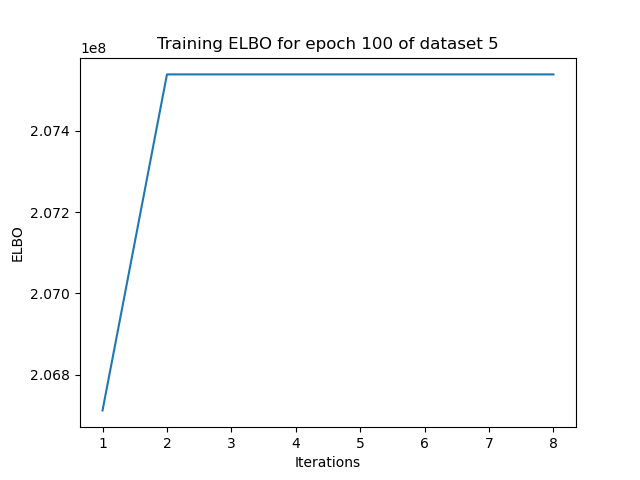 Training ELBO for epoch 100 of dataset 5
1e8
2.074
2.072
2.070
2.068
ELBO
1 2 3 4 5 6 7 8
Iterations